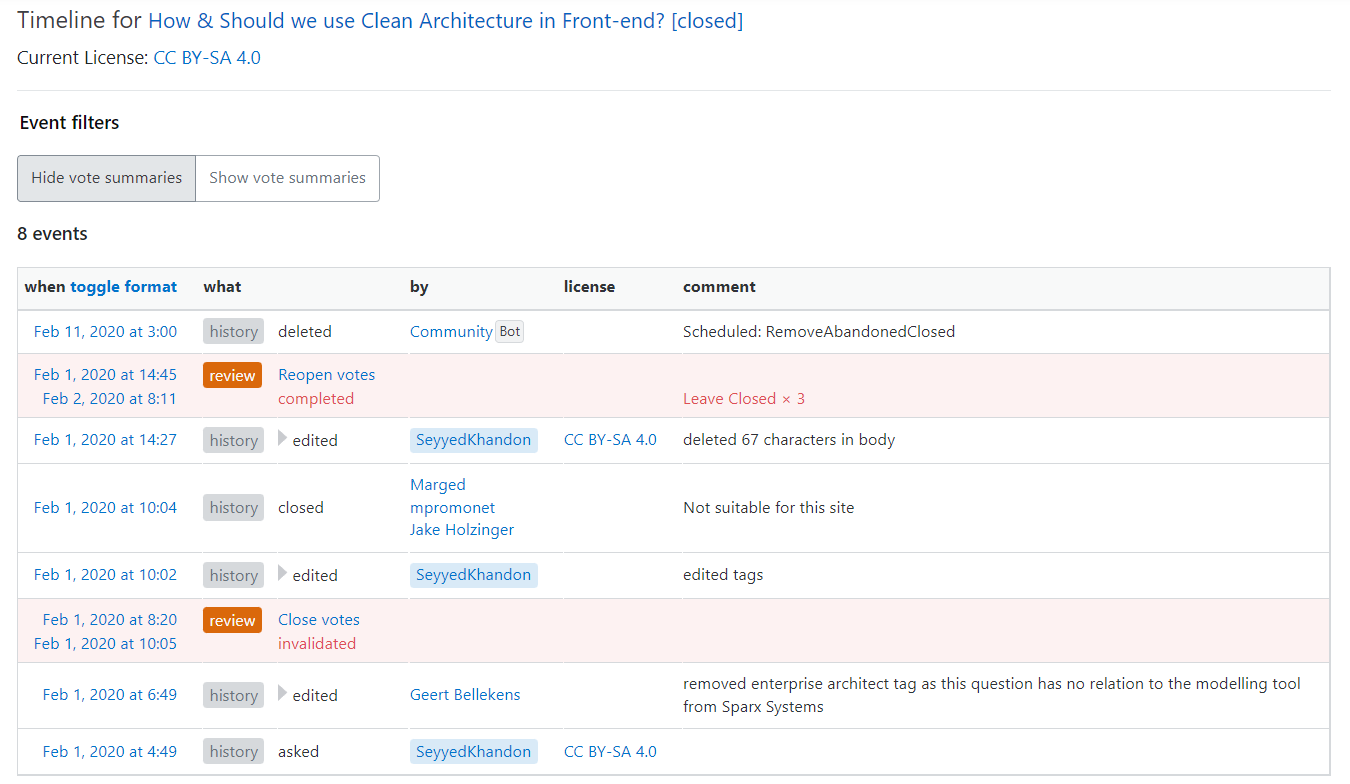 Timeline for How & Should we use Clean Architecture in Front-end? [closed]
Current License: CC BY-SA 4.0
Event filters
Hide vote summaries Show vote summaries
8 events
when toggle format what by license comment
Feb 11, 2020 at 3:00 history deleted Community Bot Scheduled: RemoveAbandonedClosed
Feb 1, 2020 at 14:45 review Reopen votes
Feb 2, 2020 at 8:11 completed Leave Closed × 3
Feb 1, 2020 at 14:27 history edited SeyyedKhandon CC BY-SA 4.0 deleted 67 characters in body
Marged
Feb 1, 2020 at 10:04 history closed mpromonet Not suitable for this site
Jake Holzinger
Feb 1, 2020 at 10:02 history edited SeyyedKhandon edited tags
Feb 1, 2020 at 8:20 review Close votes
Feb 1, 2020 at 10:05 invalidated
Feb 1, 2020 at 6:49 history edited Geert Bellekens removed enterprise architect tag as this question has no relation to the modelling tool
from Sparx Systems
Feb 1, 2020 at 4:49 history asked SeyyedKhandon CC BY-SA 4.0